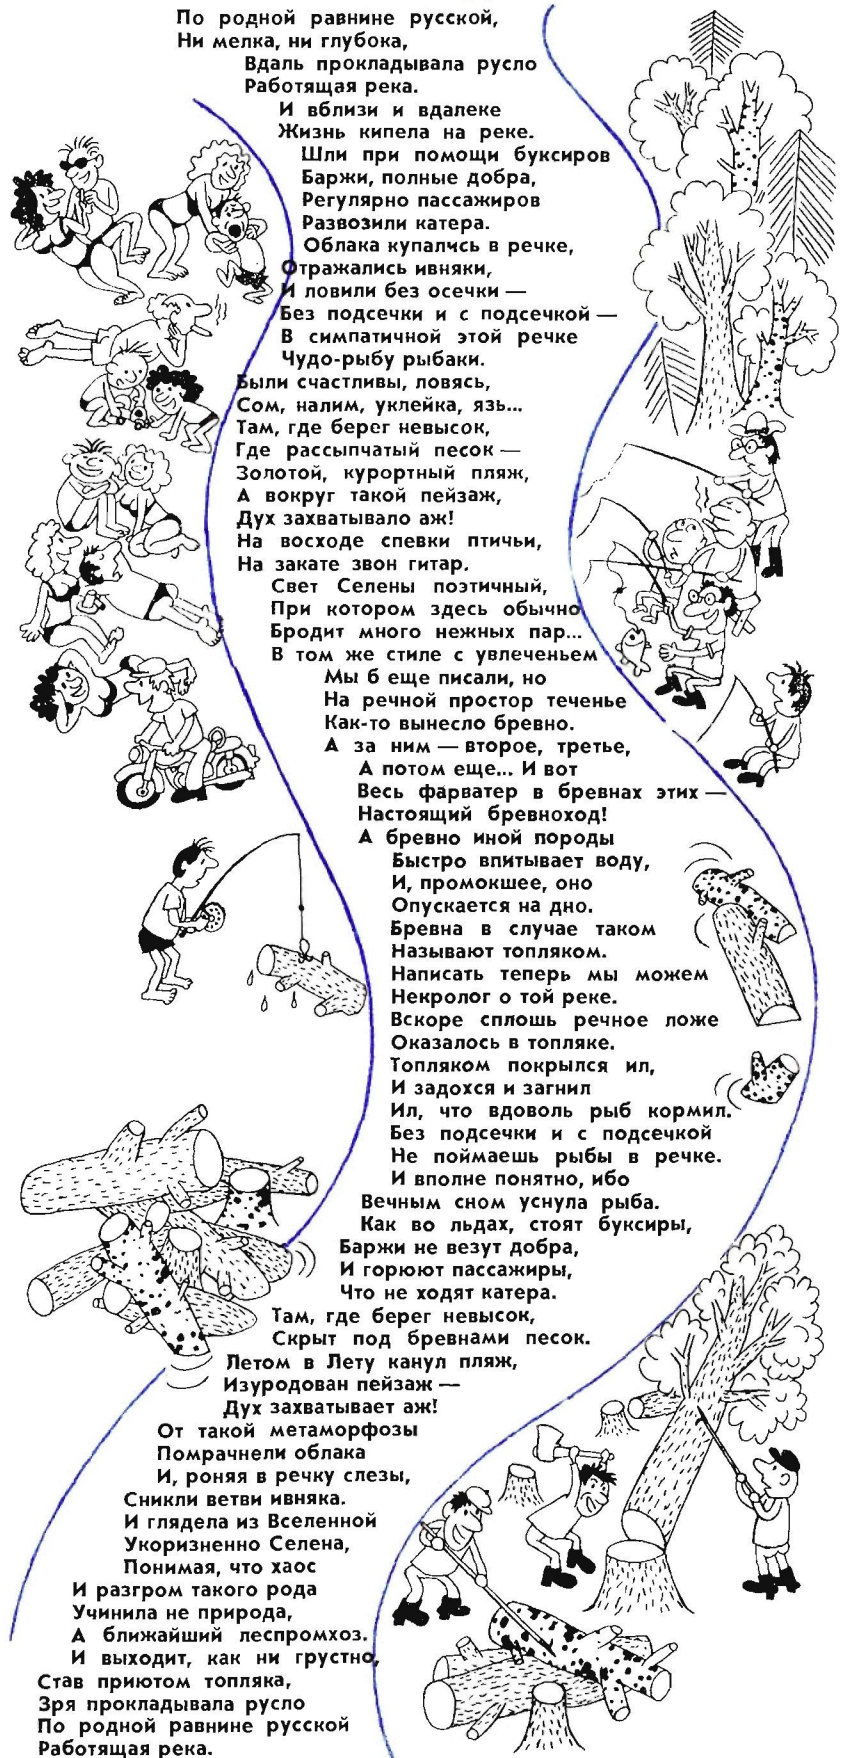 По родной равнине русской,
Ни мелка, ни глубока,
Вдаль прокладывала русло
Работящая река.
И вблизи и вдалеке
Жизнь кипела на реке.
Шли при помощи буксиров
Баржи, полные добра,
Регулярно пассажиров
Развозили катера.
Облака купались в речке,
Отражались ивняки,
И ловили без осечки —
Без подсечки и с подсечкой —
В симпатичной этой речке
Чудо-рыбу рыбаки.
Были счастливы, ловясь,
Сом, налим, уклейка, язь...
Там, где берег невысок,
Где рассыпчатый песок —
Золотой, курортный пляж,
А вокруг такой пейзаж,
Дух захватывало аж!
На восходе спевки птичьи,
На закате звон гитар.
Свет Селены поэтичный,
При котором здесь обычно
Бродит много нежных пар...
В том же стиле с увлеченьем
Мы б еще писали, но
На речной простор теченье
Как-то вынесло бревно.
А за ним — второе, третье,
А потом еще... И вот
Весь фарватер в бревнах этих —
Настоящий бревноход!
А бревно иной породы
Быстро впитывает воду,
И, промокшее, оно
Опускается на дно.
Бревна в случае таком
Называют топляком.
Написать теперь мы можем
Некролог о той реке.
Вскоре сплошь речное ложе
Оказалось в топляке.
Топляком покрылся ил,
И задохся и загнил
Ил, что вдоволь рыб кормил.
Без подсечки и с подсечкой
Не поймаешь рыбы в речке.
И вполне понятно, ибо
Вечным сном уснула рыба.
Как во льдах, стоят буксиры,
Баржи не везут добра,
И горюют пассажиры,
Что не ходят катера.
Там, где берег невысок,
Скрыт под бревнами песок.
Летом в Лету канул пляж,
Изуродован пейзаж —
Дух захватывает аж!
От такой метаморфозы
Помрачнели облака
И, роняя в речку слезы,
Сникли ветви ивняка.
И глядела из Вселенной
Укоризненно Селена,
Понимая, что хаос
И разгром такого рода
Учинила не природа,
А ближайший леспромхоз.
И выходит, как ни грустно,
Став приютом топляка,
Зря прокладывала русло
По родной равнине русской
Работящая река.